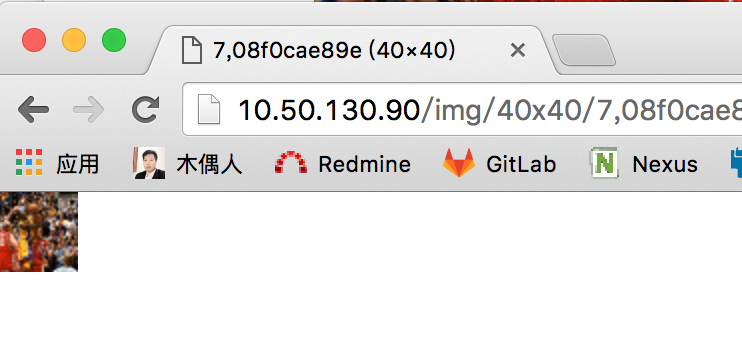 7,08f0cae89e (40×40)
10.50.130.90/img/40x40/7,08f0cae8
应用 木偶人 Redmine GitLab Nexus